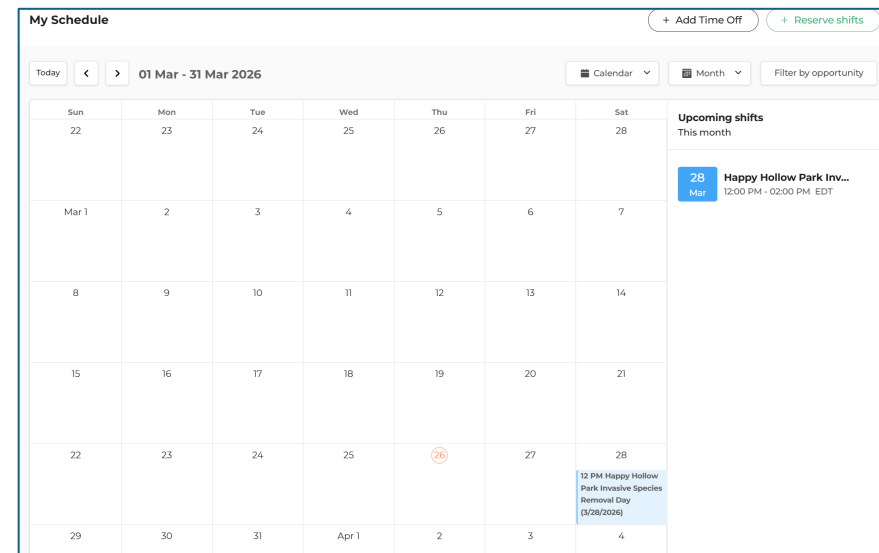 My Schedule
+ Add Time Off
+ Reserve shifts
Today
01 Mar - 31 Mar 2026
Calendar
Month
Filter by opportunity
Sun Mon Tue Wed Thu Fri Sat
22 23 24 25 26 27 28
Mar 1 2 3 4 5 6 7
8 9 10 11 12 13 14
15 16 17 18 19 20 21
22 23 24 25 26 27 28
12 PM Happy Hollow
Park Invasive Species
Removal Day
(3/28/2026)
29 30 31 Apr 1 2 3 4
Upcoming shifts
This month
28
Mar
Happy Hollow Park Inv...
12:00 PM - 02:00 PM EDT